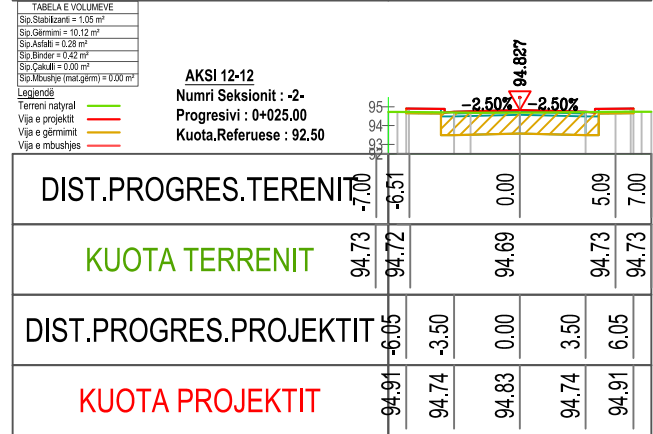 TABELA E VOLUMEVE
Sip.Stabilizanti = 1.05 m²
Sip.Gërmimi = 10.12 m²
Sip.Asfalti = 0.28 m²
Sip.Binder = 0.42 m²
Sip.Çakulli = 0.00 m²
Sip.Mbushje (mat.gërm) = 0.00 m²
Legjendë
Terreni natyral
Vija e projektit
Vija e gërmimit
Vija e mbushjes
AKSI 12-12
Numri Seksionit : -2-
Progresivi : 0+025.00
Kuota.Referuese : 92,50
94.827
-2.50% -2.50%
95
94
93
92
DIST.PROGRES.TERENIT -7.00 -6.51 0.00 5.09 7.00
KUOTA TERRENIT 94.73 94.72 94.69 94.73 94.73
DIST.PROGRES.PROJEKTIT -6.05 -3.50 0.00 3.50 6.05
KUOTA PROJEKTIT 94.91 94.74 94.83 94.74 94.91